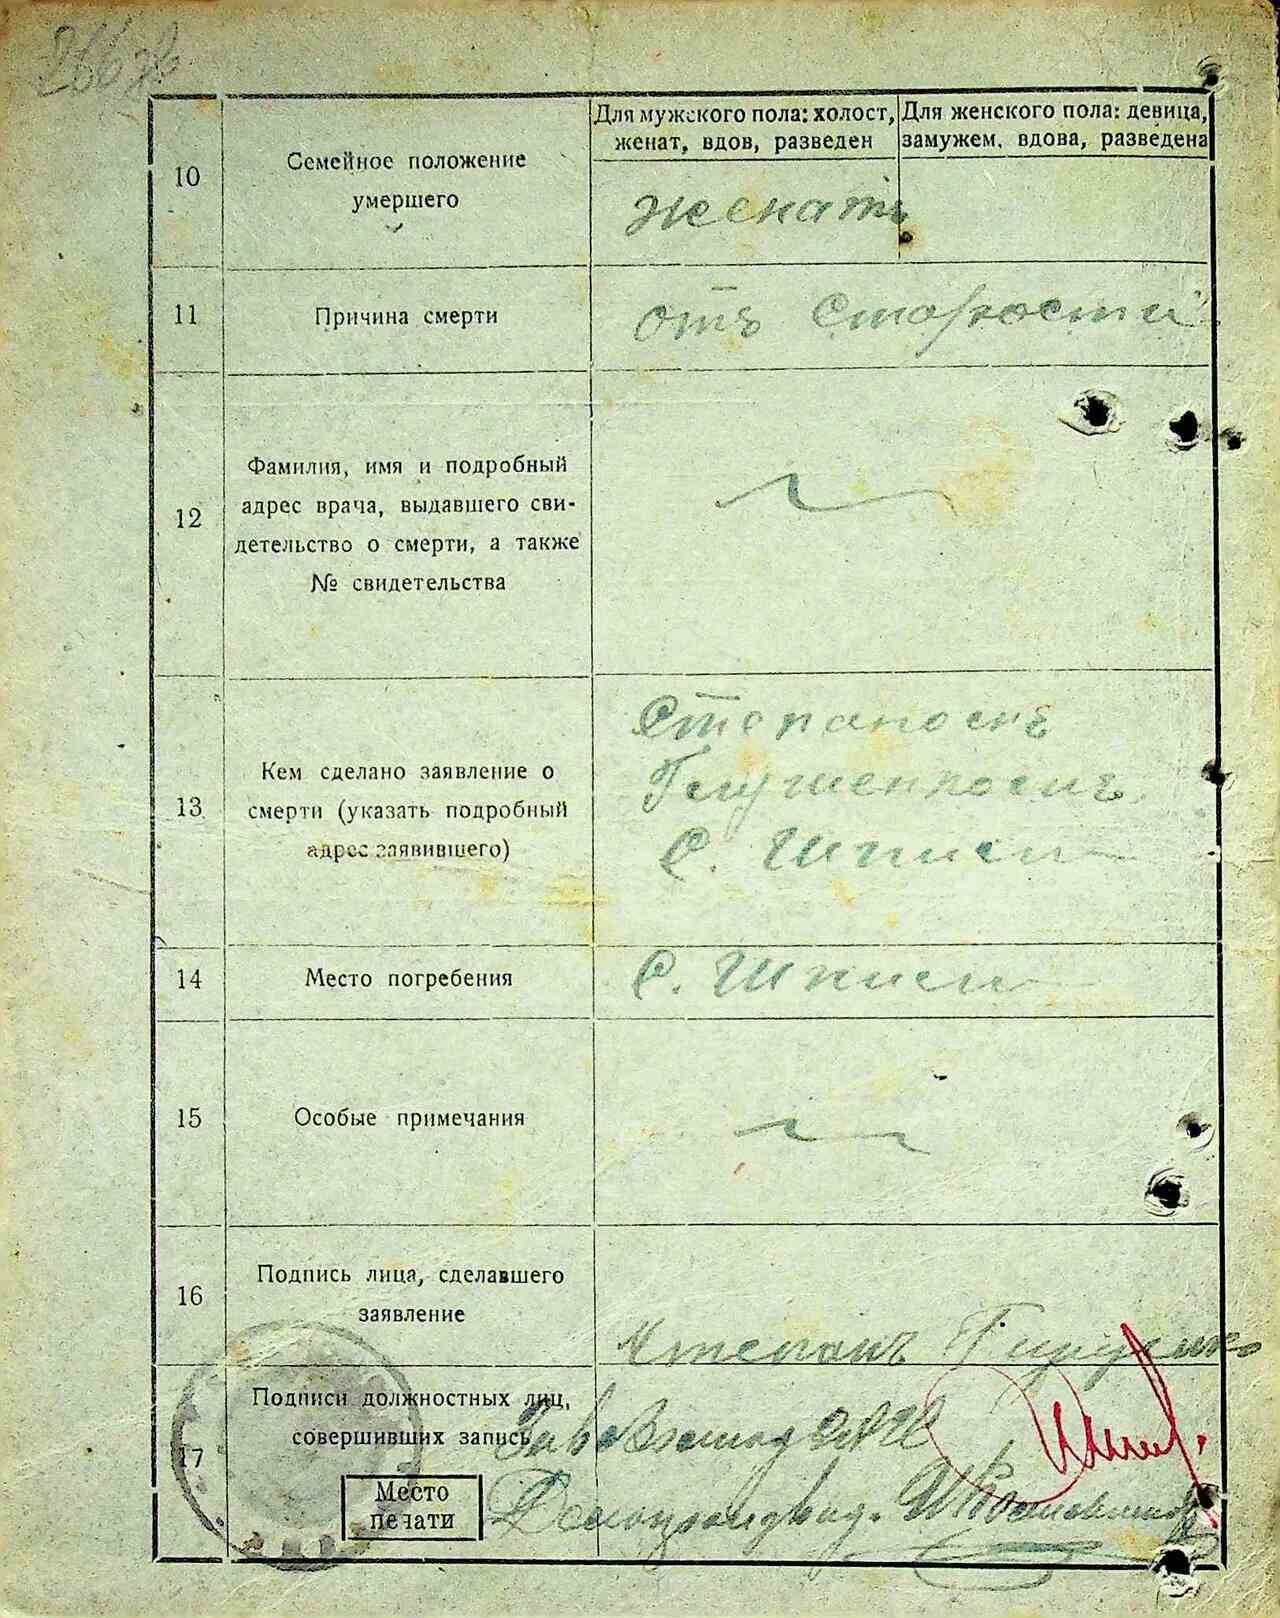 Для мужского пола: холост,
женат, вдов, разведен
Для женского пола: девица,
замужем, вдова, разведена
10
Семейное положение
умершего
женатъ
11
Причина смерти
отъ старости
12
Фамилия, имя и подробный
адрес врача, выдавшего сви-
детельство о смерти, а также
№ свидетельства
13
Кем сделано заявление о
смерти (указать подробный
адрес заявившего)
С. Шписи
14
Место погребения
С. Шписи
15
Особые примечания
16
Подпись лица, сделавшего
заявление
Степанъ
17
Подписи должностных лиц,
совершивших запись
Место
печати